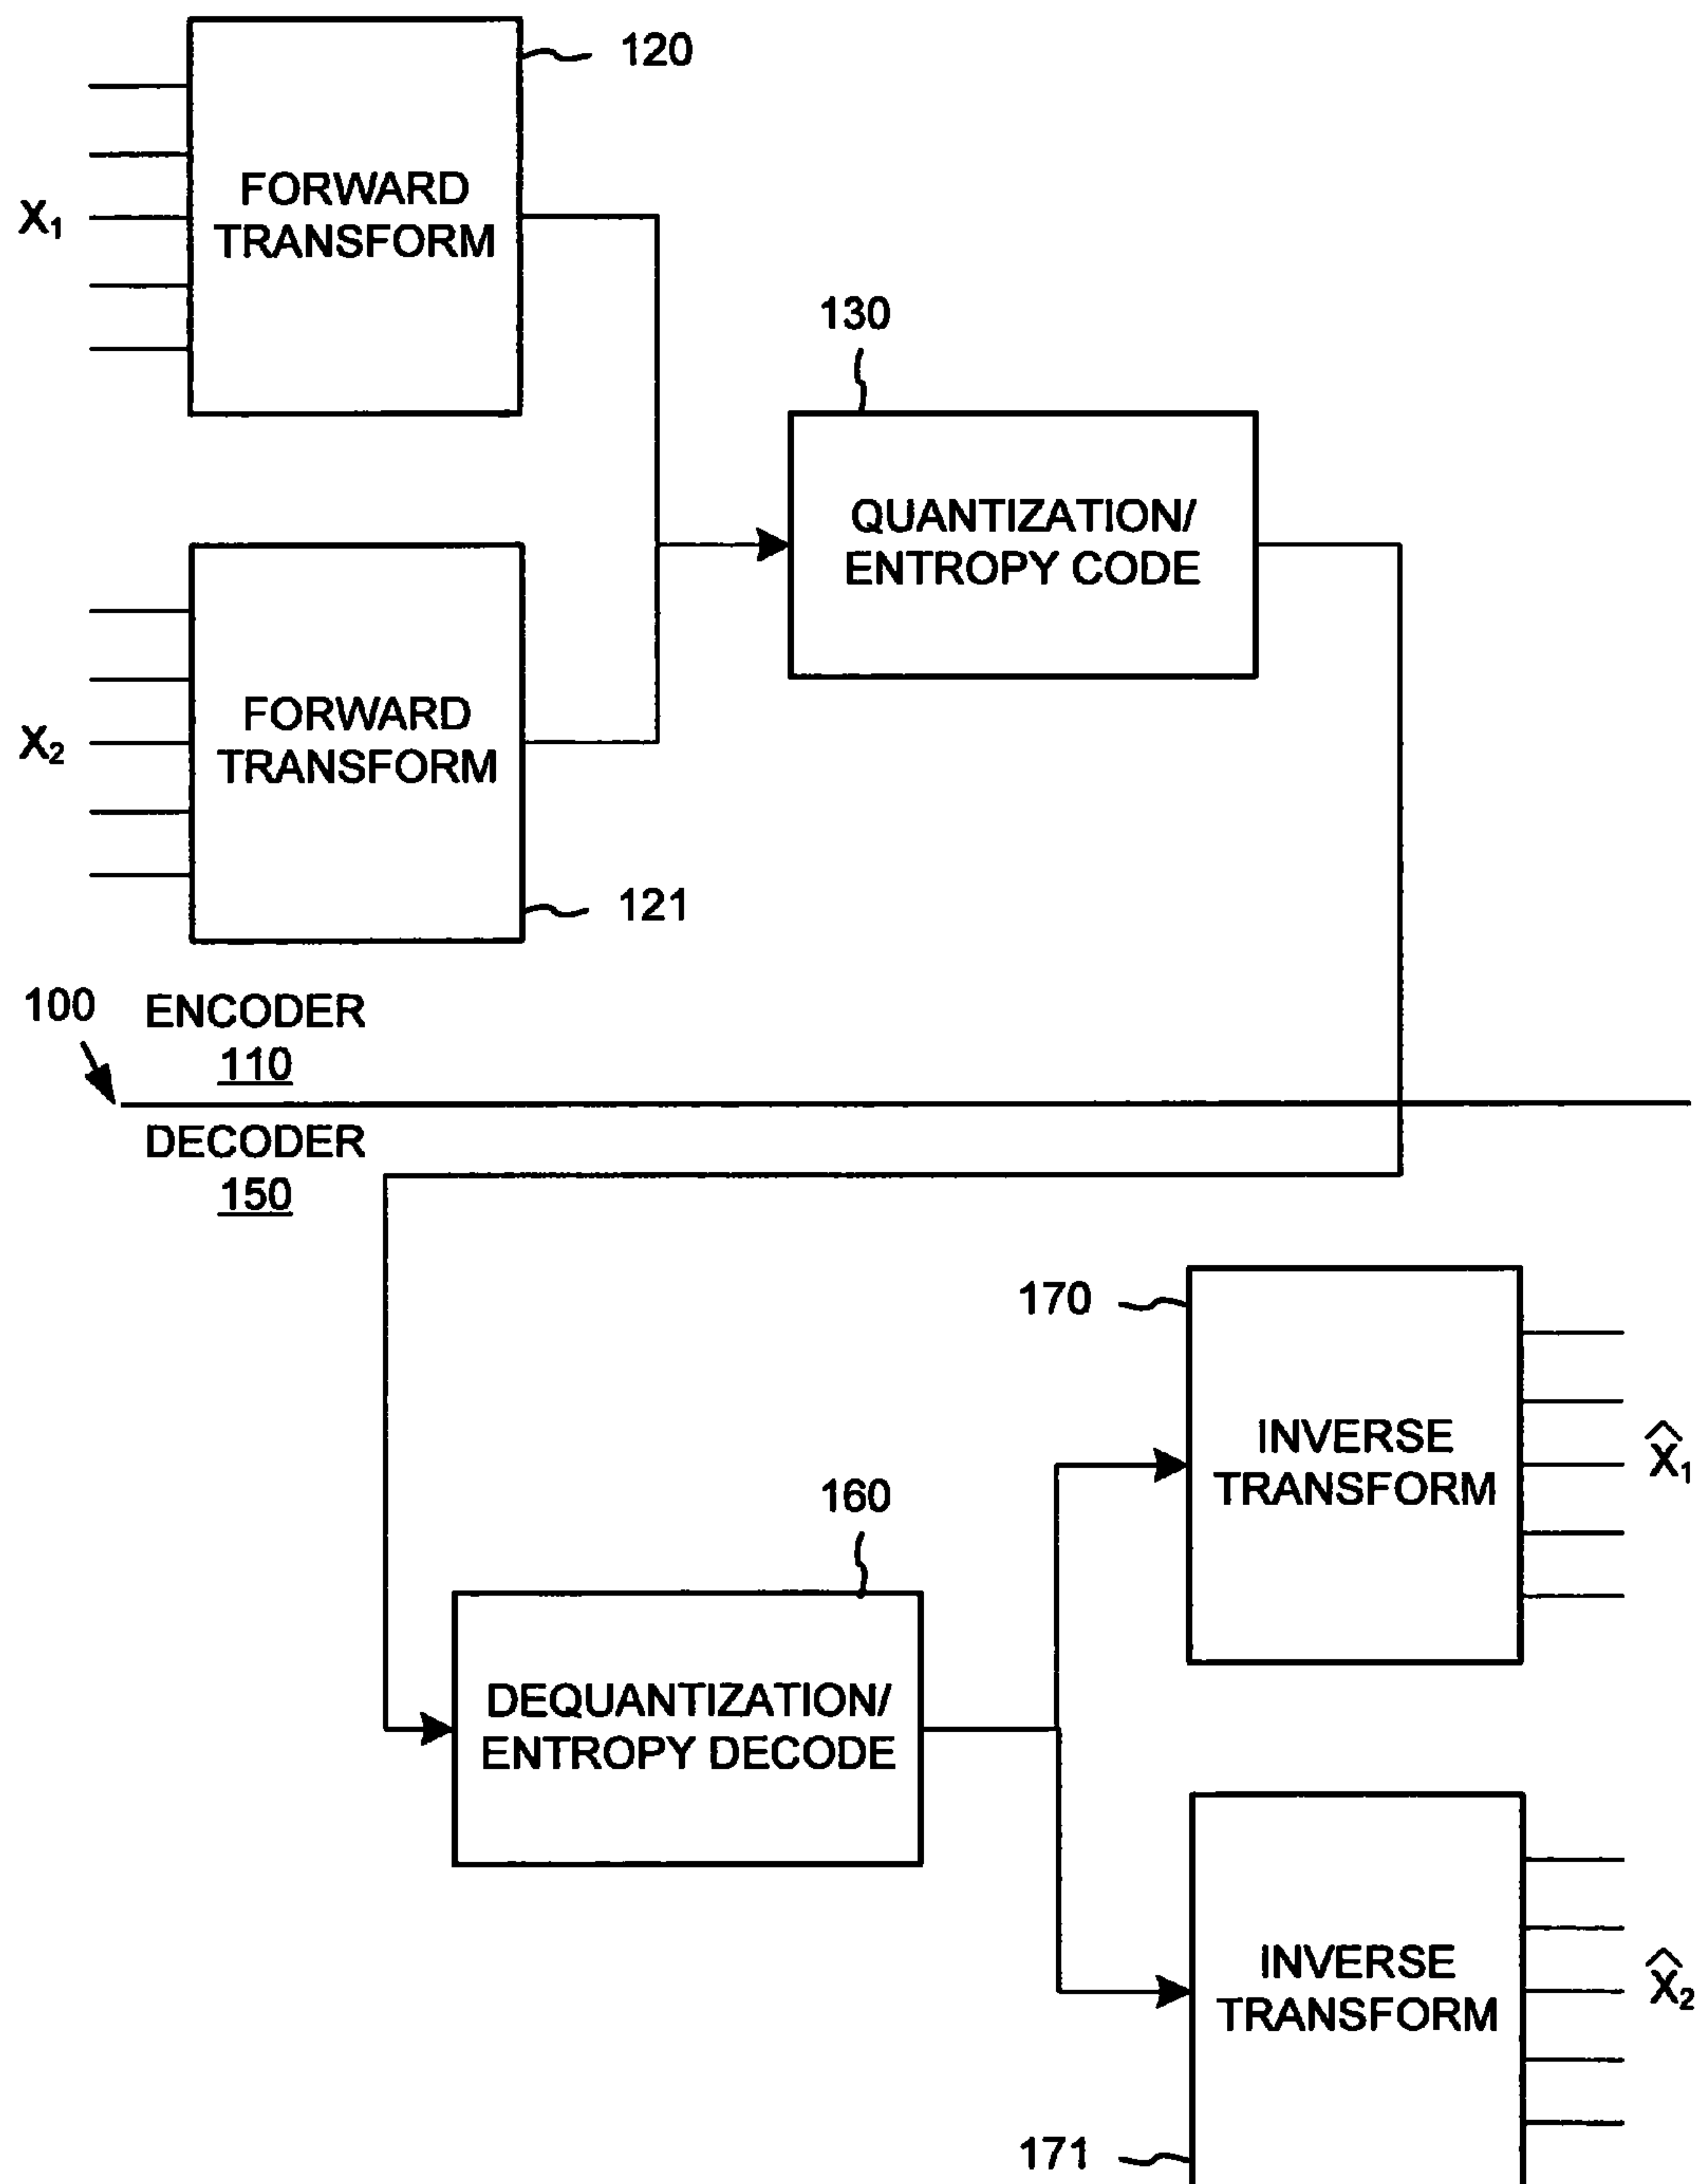 120
FORWARD
TRANSFORM
X₁
130
QUANTIZATION/
ENTROPY CODE
FORWARD
TRANSFORM
X₂
121
100
ENCODER
110
DECODER
150
170
INVERSE
TRANSFORM
X̂₁
160
DEQUANTIZATION/
ENTROPY DECODE
INVERSE
TRANSFORM
X̂₂
171